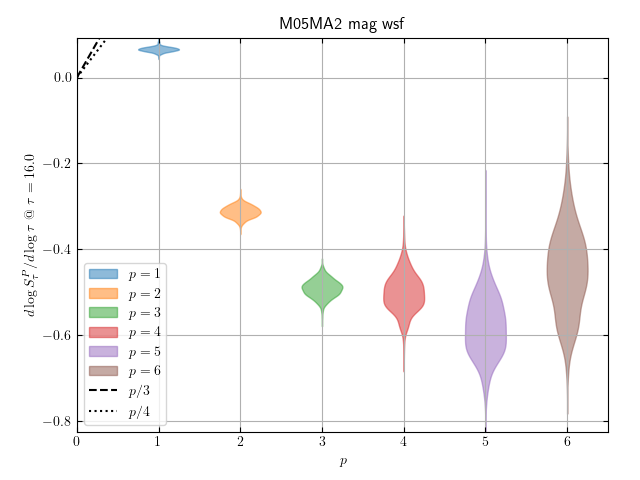 M05MA2 mag wsf
d log S_τ^P / d log τ @ τ = 16.0
0.0
−0.2
−0.4
−0.6
−0.8
p = 1
p = 2
p = 3
p = 4
p = 5
p = 6
p/3
p/4
0 1 2 3 4 5 6
p